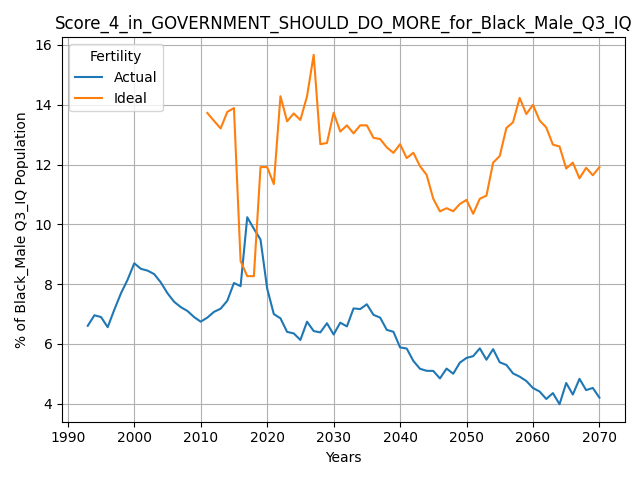 Score_4_in_GOVERNMENT_SHOULD_DO_MORE_for_Black_Male_Q3_IQ
Fertility
Actual
Ideal
% of Black_Male Q3_IQ Population
16
14
12
10
8
6
4
1990
2000
2010
2020
2030
2040
2050
2060
2070
Years